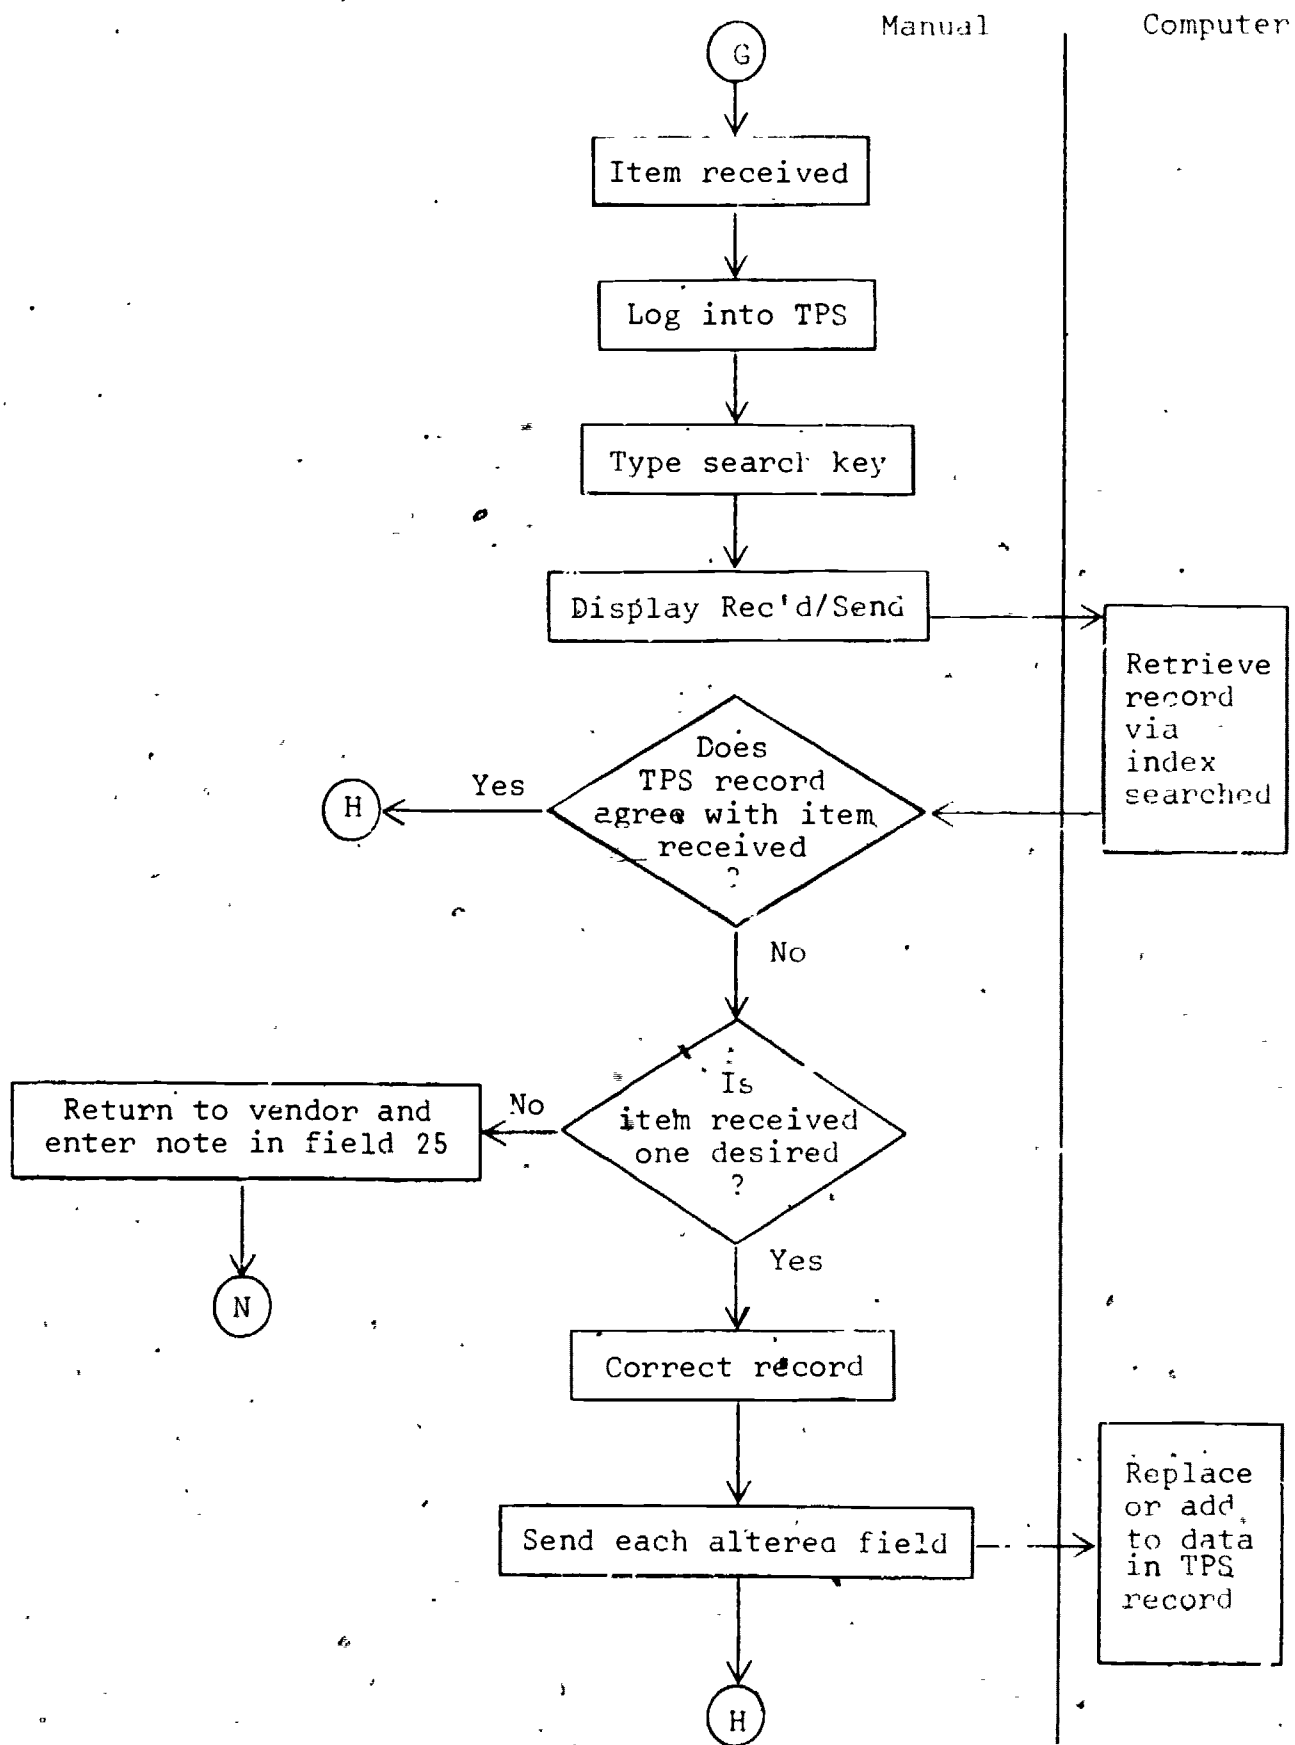 Manual
Computer
G
Item received
Log into TPS
Type search key
Display Rec'd/Send
Retrieve
record
via
index
searched
Does
TPS record
agree with item
received
?
Yes
H
No
Is
item received
one desired
?
No
Return to vendor and
enter note in field 25
N
Yes
Correct record
Send each altered field
Replace
or add
to data
in TPS
record
H